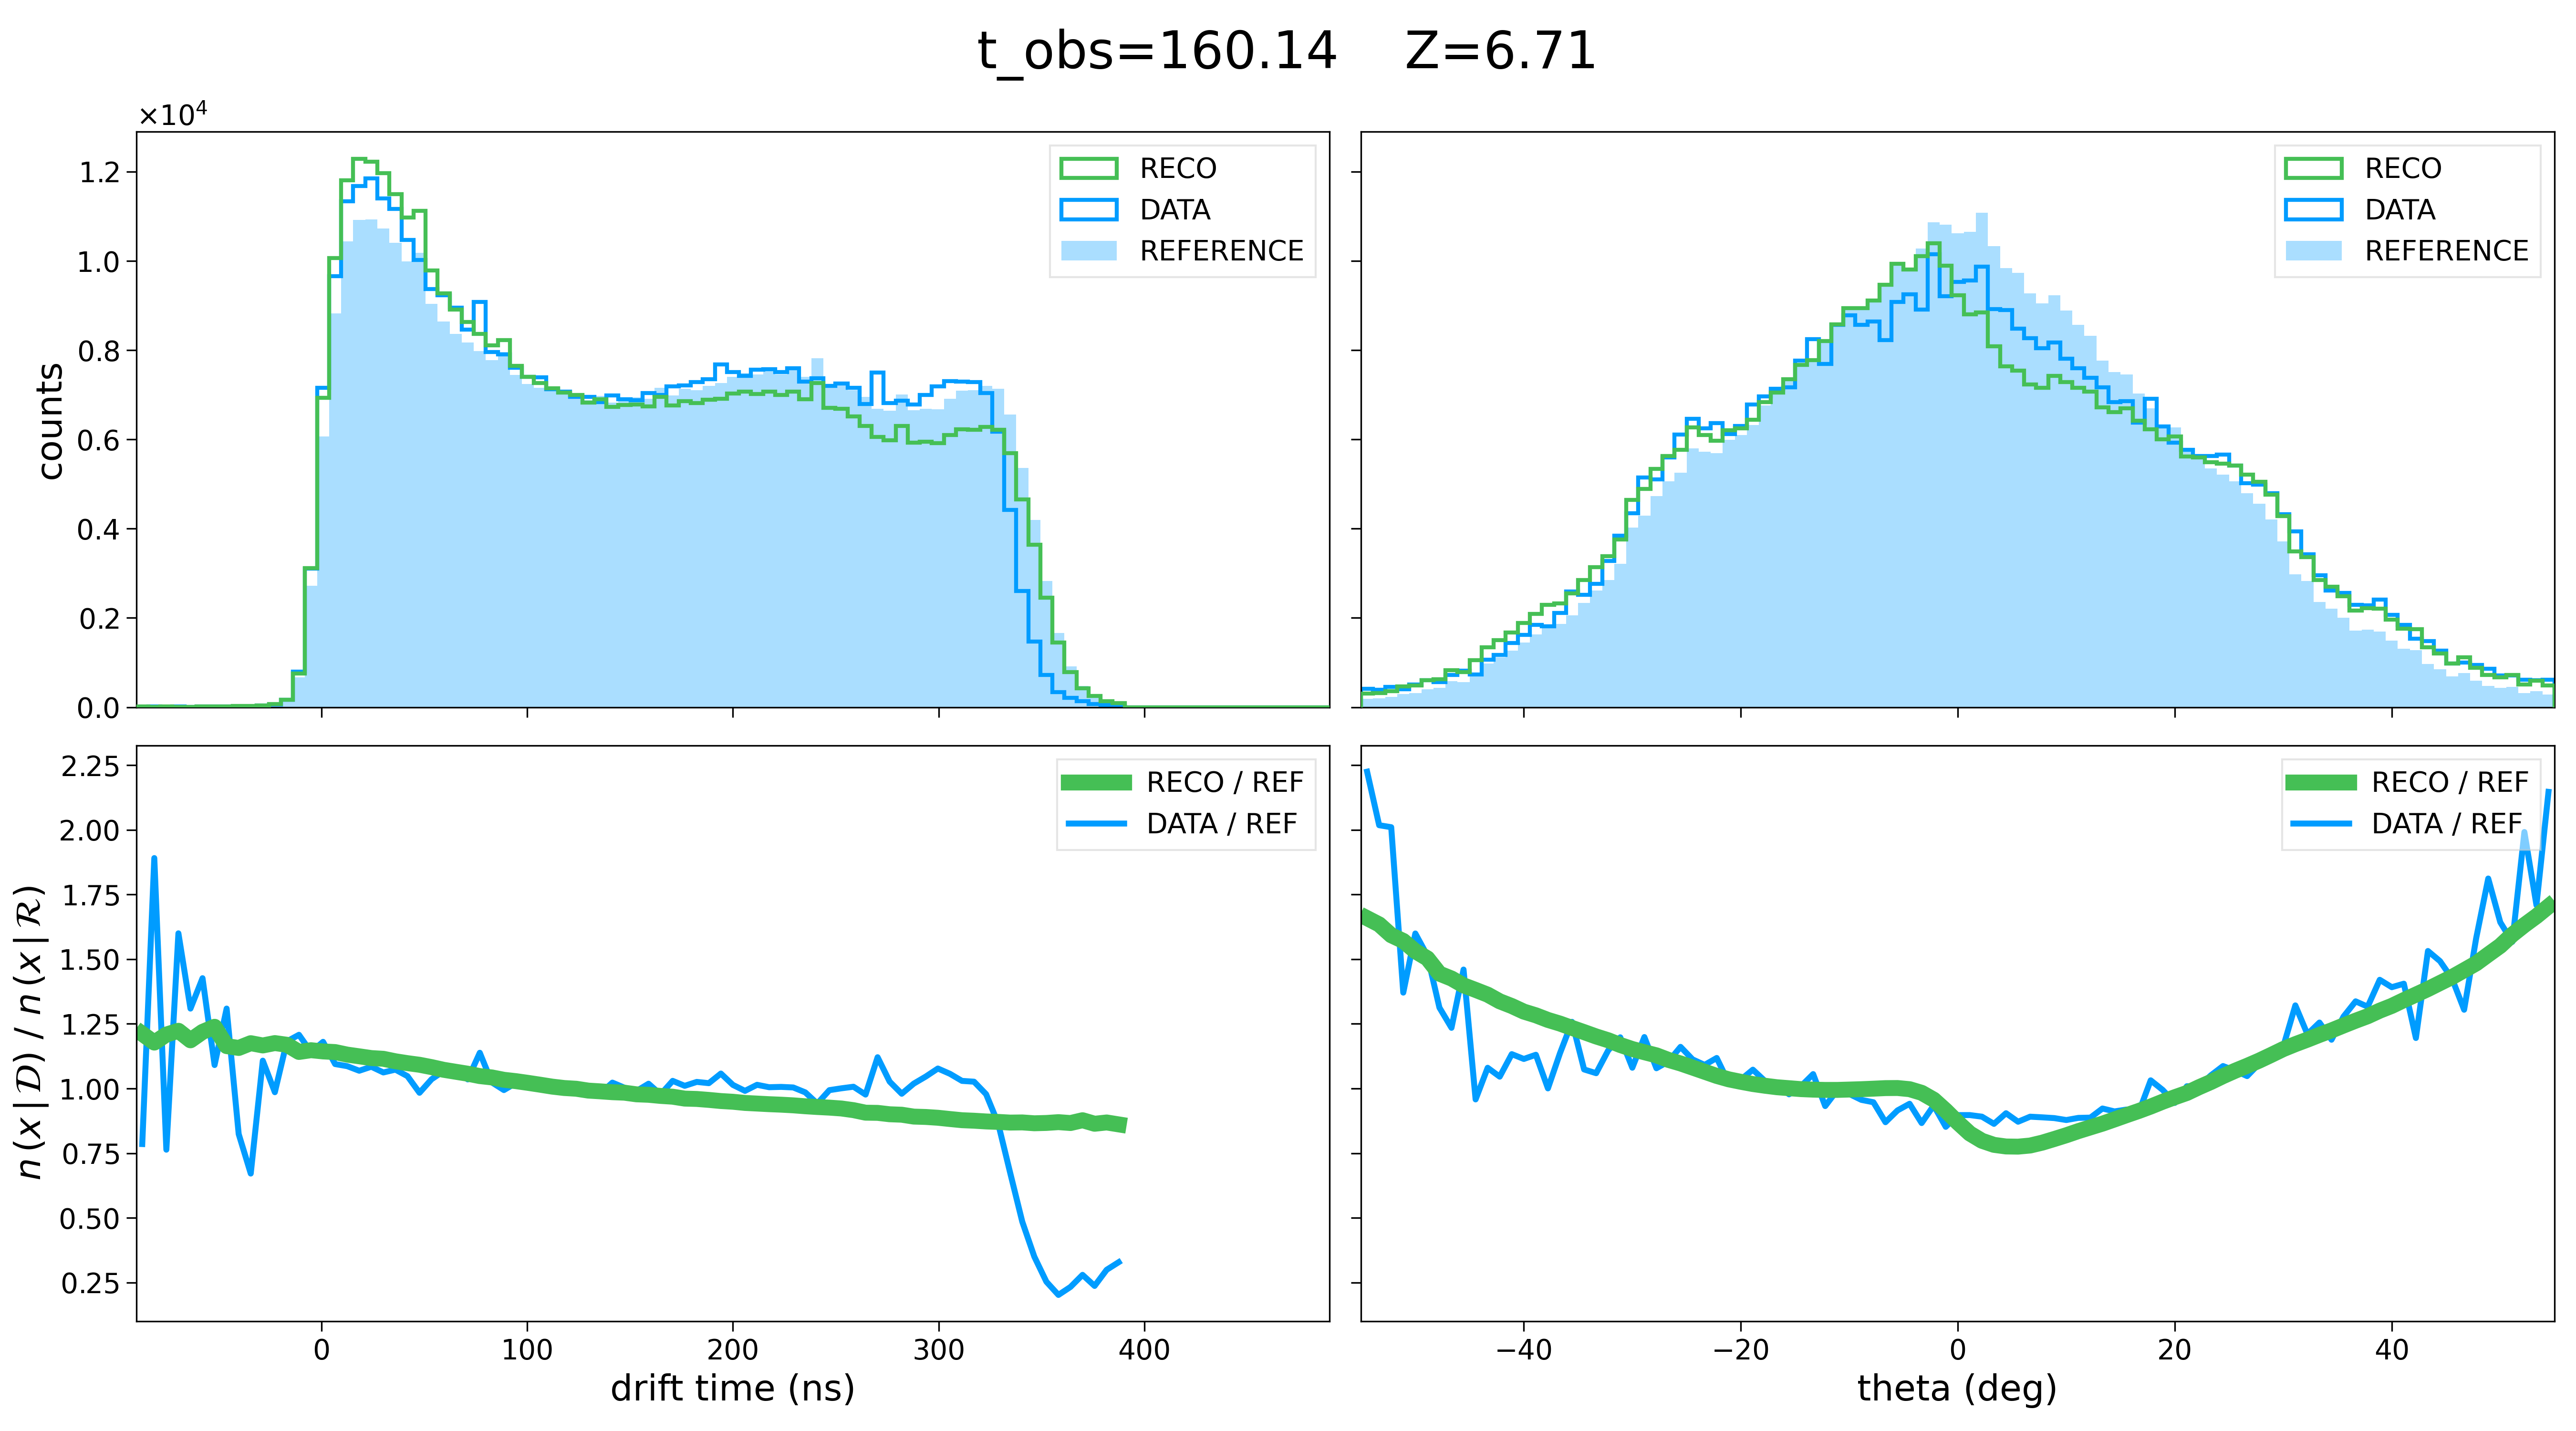 t_obs=160.14 Z=6.71
×10⁴
1.2
1.0
0.8
0.6
0.4
0.2
0.0
counts
RECO
DATA
REFERENCE
RECO
DATA
REFERENCE
2.25
2.00
1.75
1.50
1.25
1.00
0.75
0.50
0.25
n(x|𝒟) / n(x|ℛ)
RECO / REF
DATA / REF
0 100 200 300 400
drift time (ns)
RECO / REF
DATA / REF
−40 −20 0 20 40
theta (deg)